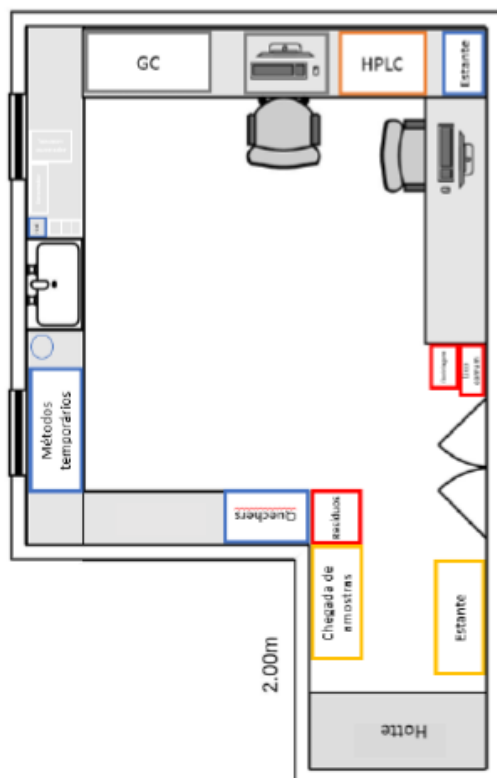 GC
HPLC
Estante
Métodos
temporários
Quechers
Resíduos
Chegada de
amostras
Estante
2.00m
Hotte